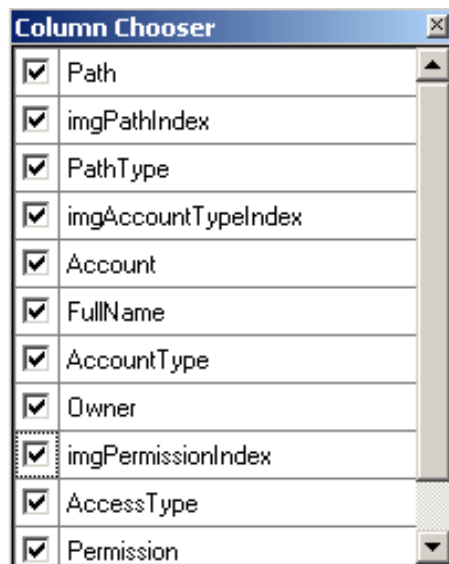 Column Chooser
Path
imgPathIndex
PathType
imgAccountTypeIndex
Account
FullName
AccountType
Owner
imgPermissionIndex
AccessType
Permission